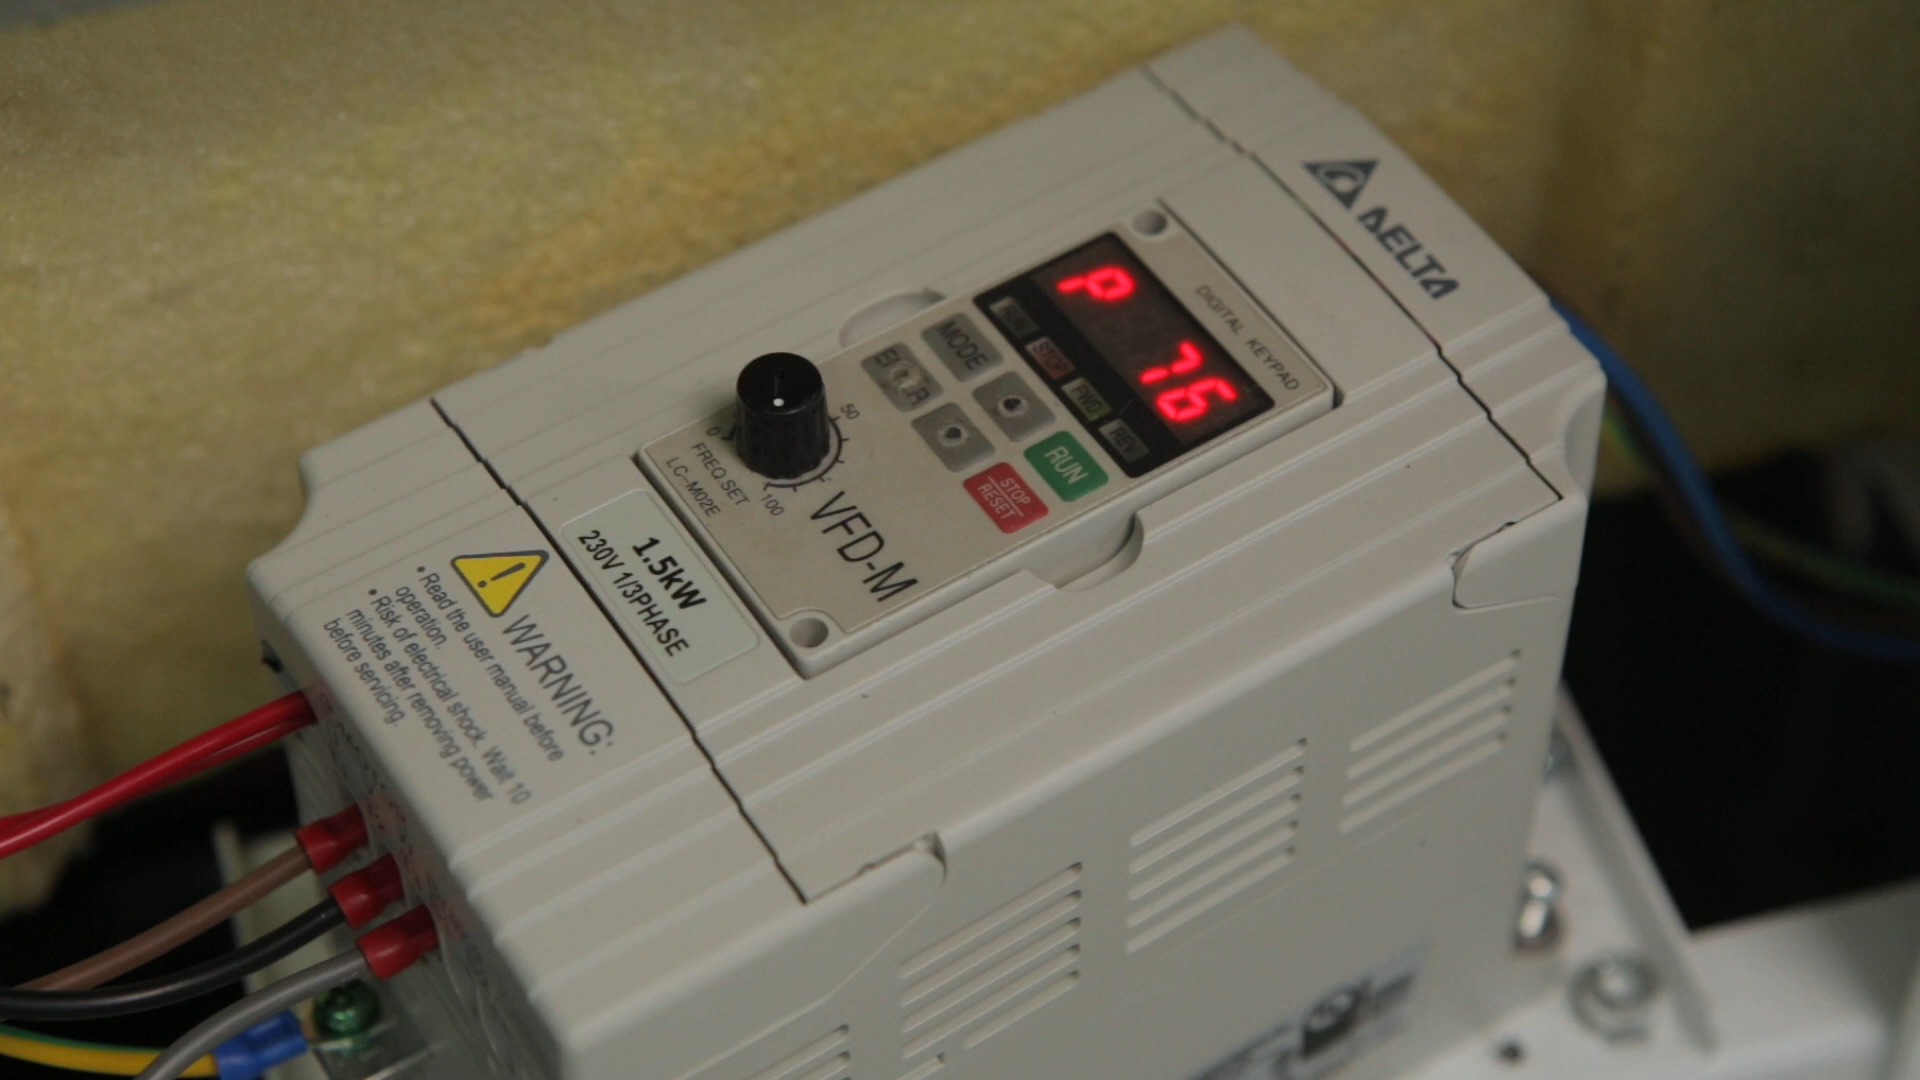 DELTA
DIGITAL KEYPAD
P 76
RUN
STOP
FWD
REV
MODE
ENTER
RUN
STOP
RESET
0
50
100
FREQ.SET
LC-M02E
VFD-M
1.5kW
230V 1/3PHASE
WARNING:
• Read the user manual before
operation.
• Risk of electrical shock. Wait 10
minutes after removing power
before servicing.